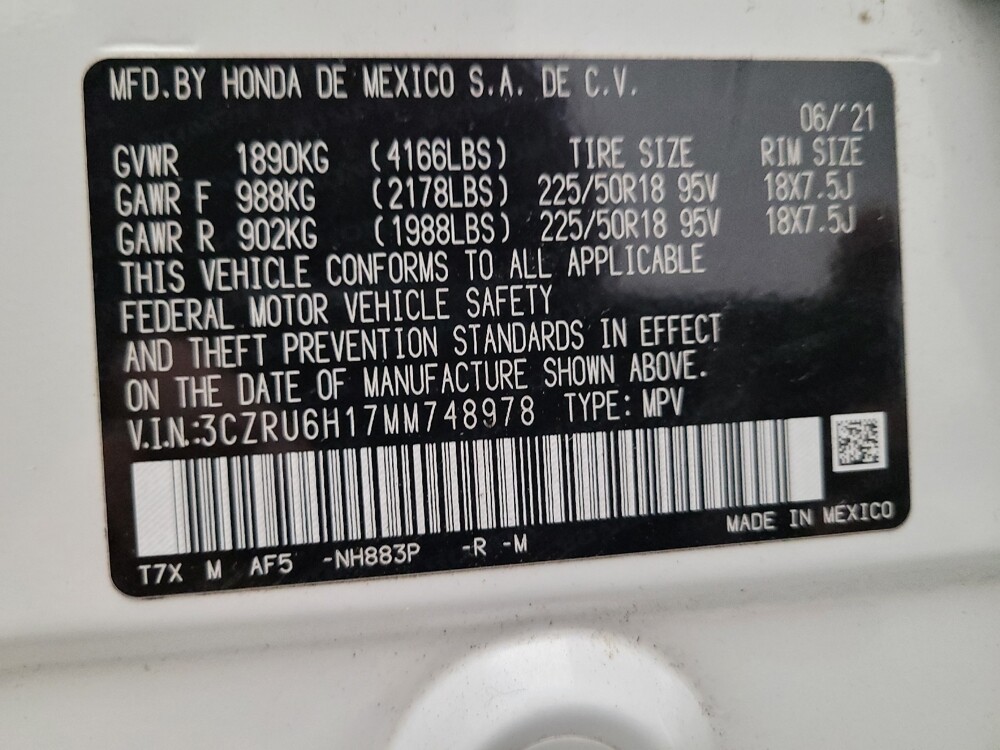 MFD.BY HONDA DE MEXICO S.A. DE C.V.
06/'21
GVWR 1890KG (4166LBS) TIRE SIZE RIM SIZE
GAWR F 988KG (2178LBS) 225/50R18 95V 18X7.5J
GAWR R 902KG (1988LBS) 225/50R18 95V 18X7.5J
THIS VEHICLE CONFORMS TO ALL APPLICABLE
FEDERAL MOTOR VEHICLE SAFETY
AND THEFT PREVENTION STANDARDS IN EFFECT
ON THE DATE OF MANUFACTURE SHOWN ABOVE.
V.I.N.:3CZRU6H17MM748978 TYPE: MPV
MADE IN MEXICO
T7X M AF5 -NH883P -R -M